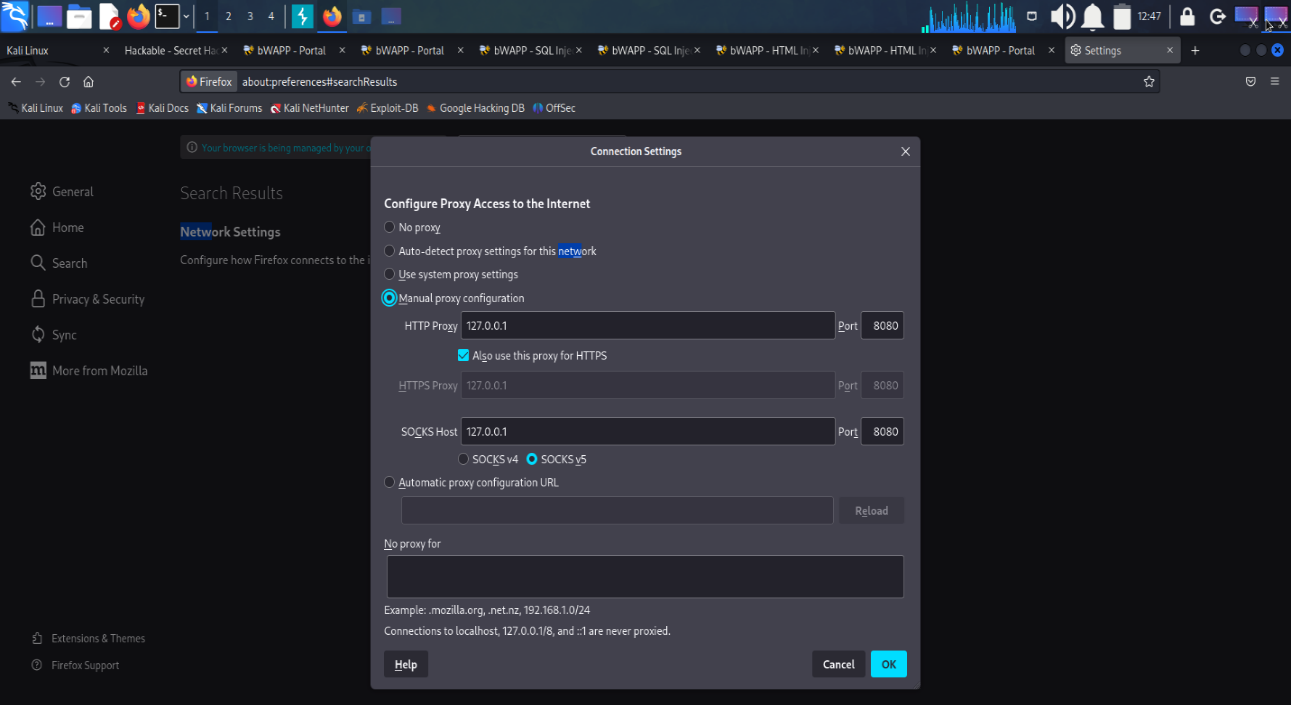 1 2 3 4 12:47
Kali Linux Hackable - Secret Ha bWAPP - Portal bWAPP - Portal bWAPP - SQL Inje bWAPP - SQL Inje bWAPP - HTML In bWAPP - HTML In bWAPP - Portal Settings
Firefox about:preferences#searchResults
Kali Linux Kali Tools Kali Docs Kali Forums Kali NetHunter Exploit-DB Google Hacking DB OffSec
Your browser is being managed by your o
Connection Settings
General
Home
Search
Privacy & Security
Sync
More from Mozilla
Extensions & Themes
Firefox Support
Search Results
Network Settings
Configure how Firefox connects to the i
Configure Proxy Access to the Internet
No proxy
Auto-detect proxy settings for this network
Use system proxy settings
Manual proxy configuration
HTTP Proxy 127.0.0.1 Port 8080
Also use this proxy for HTTPS
HTTPS Proxy 127.0.0.1 Port 8080
SOCKS Host 127.0.0.1 Port 8080
SOCKS v4 SOCKS v5
Automatic proxy configuration URL
Reload
No proxy for
Example: .mozilla.org, .net.nz, 192.168.1.0/24
Connections to localhost, 127.0.0.1/8, and ::1 are never proxied.
Help Cancel OK